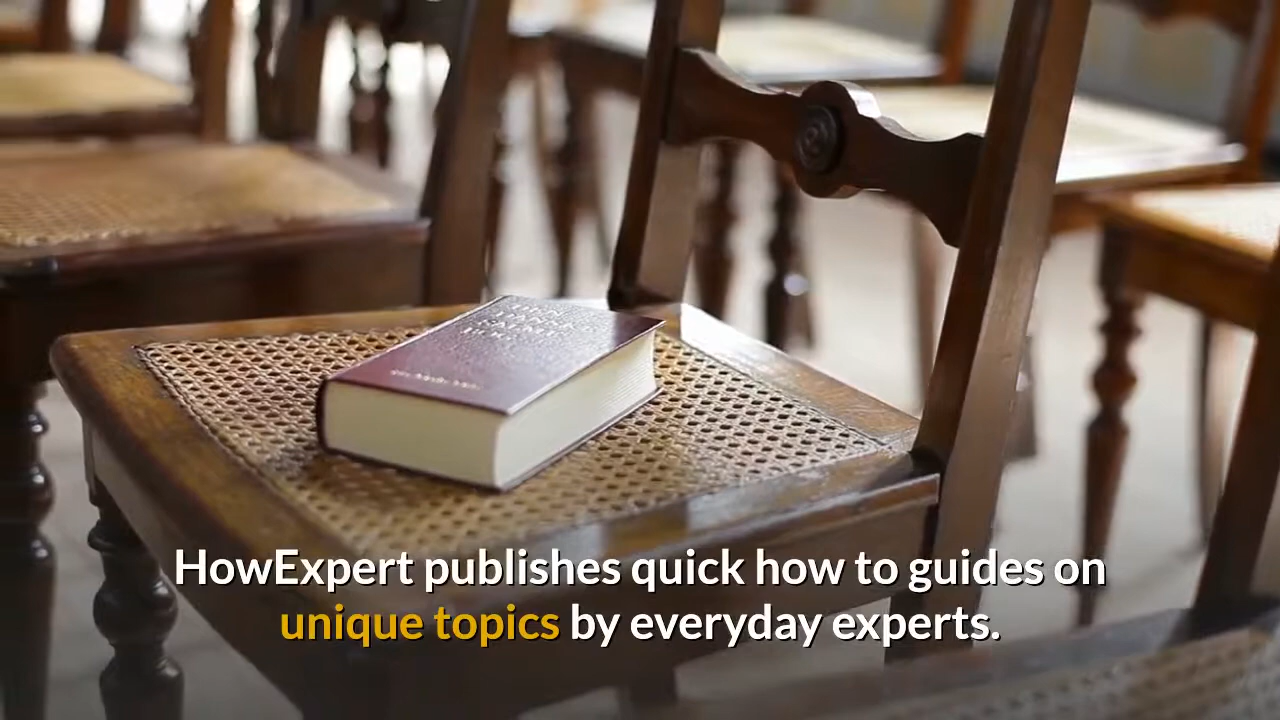 HowExpert publishes quick how to guides on
unique topics by everyday experts.